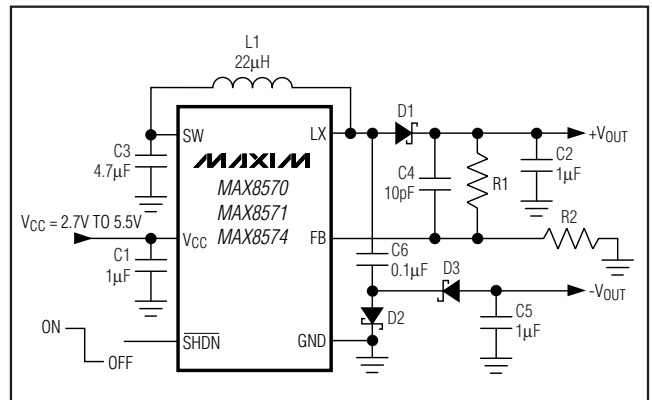 L1
22µH
D1
SW
LX
+VOUT
C3
4.7µF
MAXIM
C4
10pF
R1
C2
1µF
MAX8570
MAX8571
MAX8574
R2
VCC = 2.7V TO 5.5V
VCC
FB
C6
0.1µF
C1
1µF
D3
-VOUT
D2
C5
1µF
ON
OFF
SHDN
GND